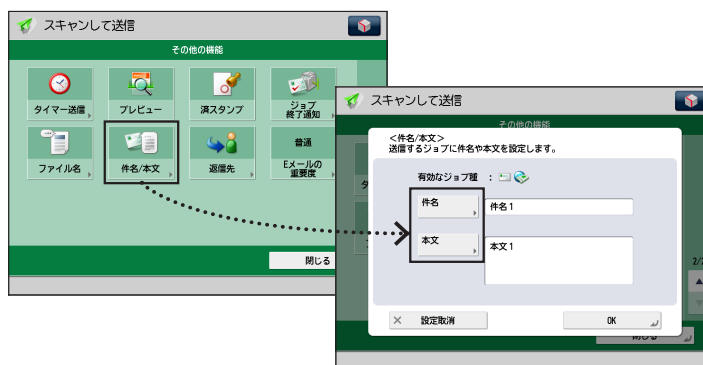 スキャンして送信
その他の機能
タイマー送信
プレビュー
済スタンプ
ジョブ
終了通知
ファイル名
件名/本文
返信先
普通
Eメールの
重要度
閉じる
スキャンして送信
その他の機能
<件名/本文>
送信するジョブに件名や本文を設定します。
有効なジョブ種 :
件名
件名1
本文
本文1
設定取消
OK
閉じる